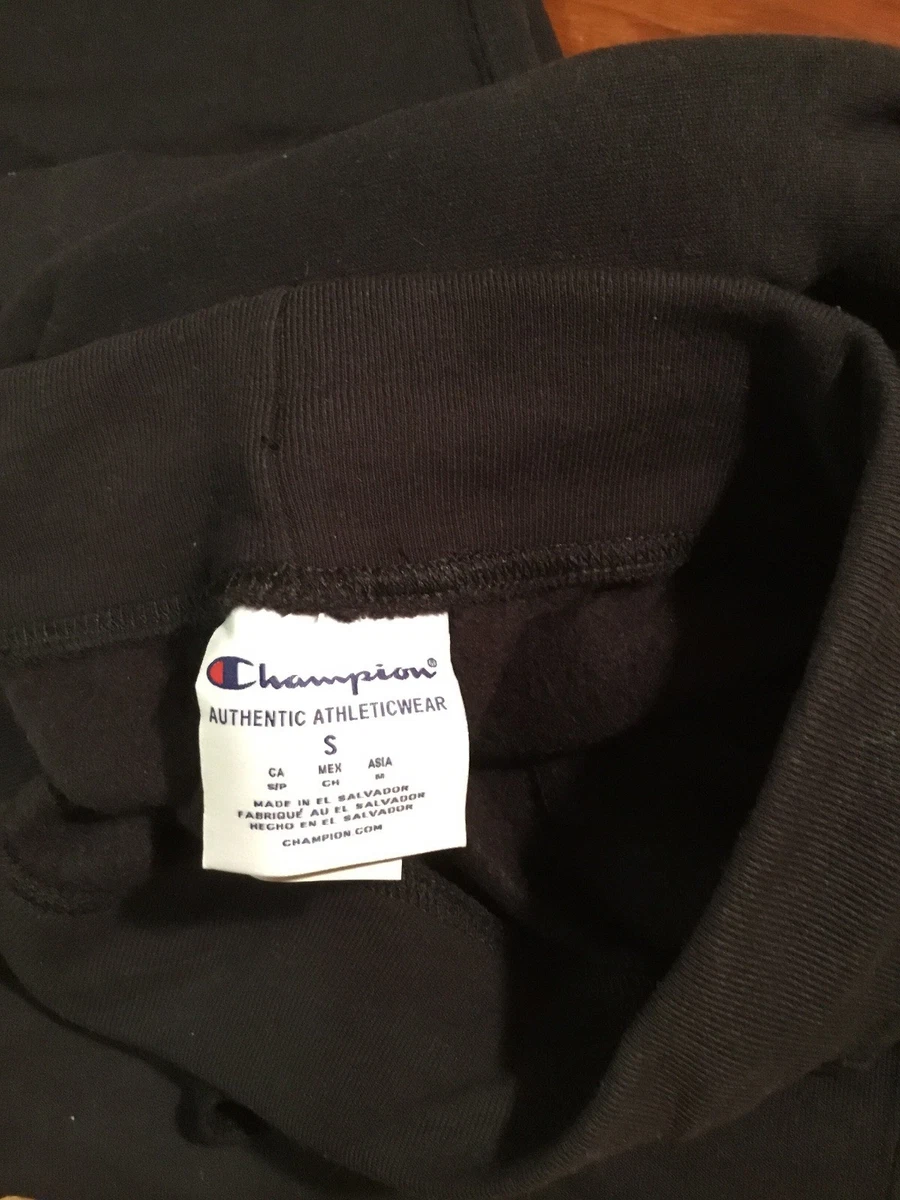 Champion®
AUTHENTIC ATHLETICWEAR
S
CA MEX ASIA
S/P CH M
MADE IN EL SALVADOR
FABRIQUÉ AU EL SALVADOR
HECHO EN EL SALVADOR
CHAMPION.COM